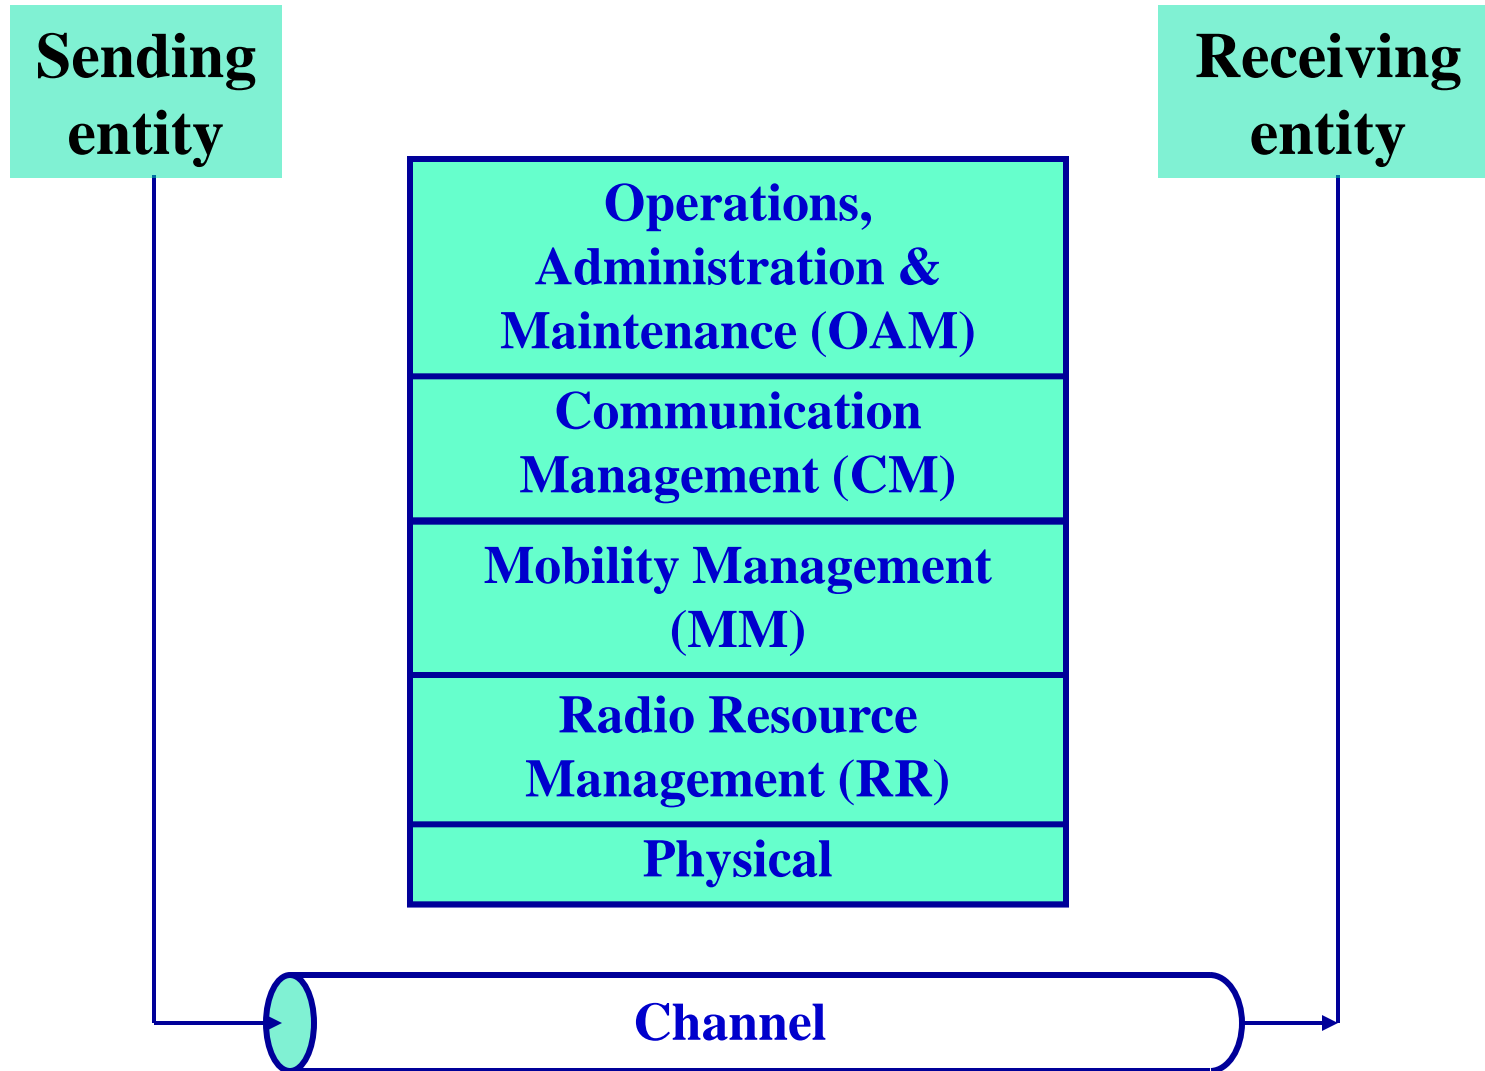 Sending
entity
Receiving
entity
Operations,
Administration &
Maintenance (OAM)
Communication
Management (CM)
Mobility Management
(MM)
Radio Resource
Management (RR)
Physical
Channel